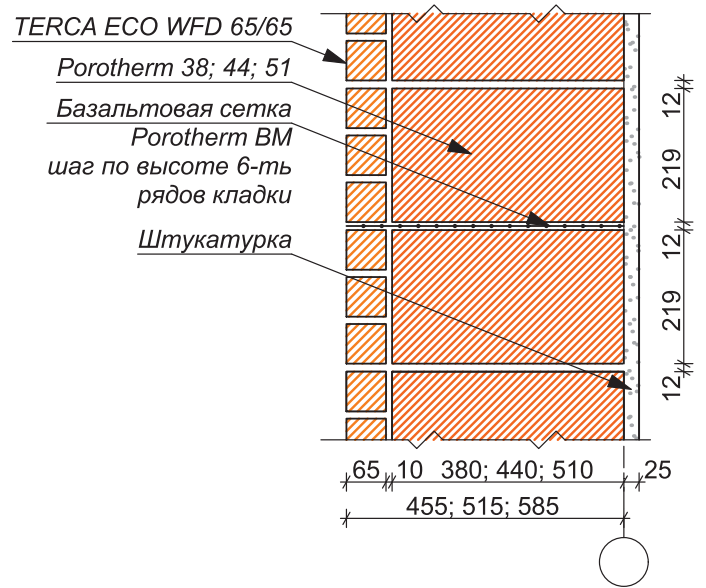 TERCA ECO WFD 65/65
Porotherm 38; 44; 51
Базальтовая сетка
Porotherm BM
шаг по высоте 6-ть
рядов кладки
Штукатурка
12
219
12
219
12
65 10 380; 440; 510 25
455; 515; 585